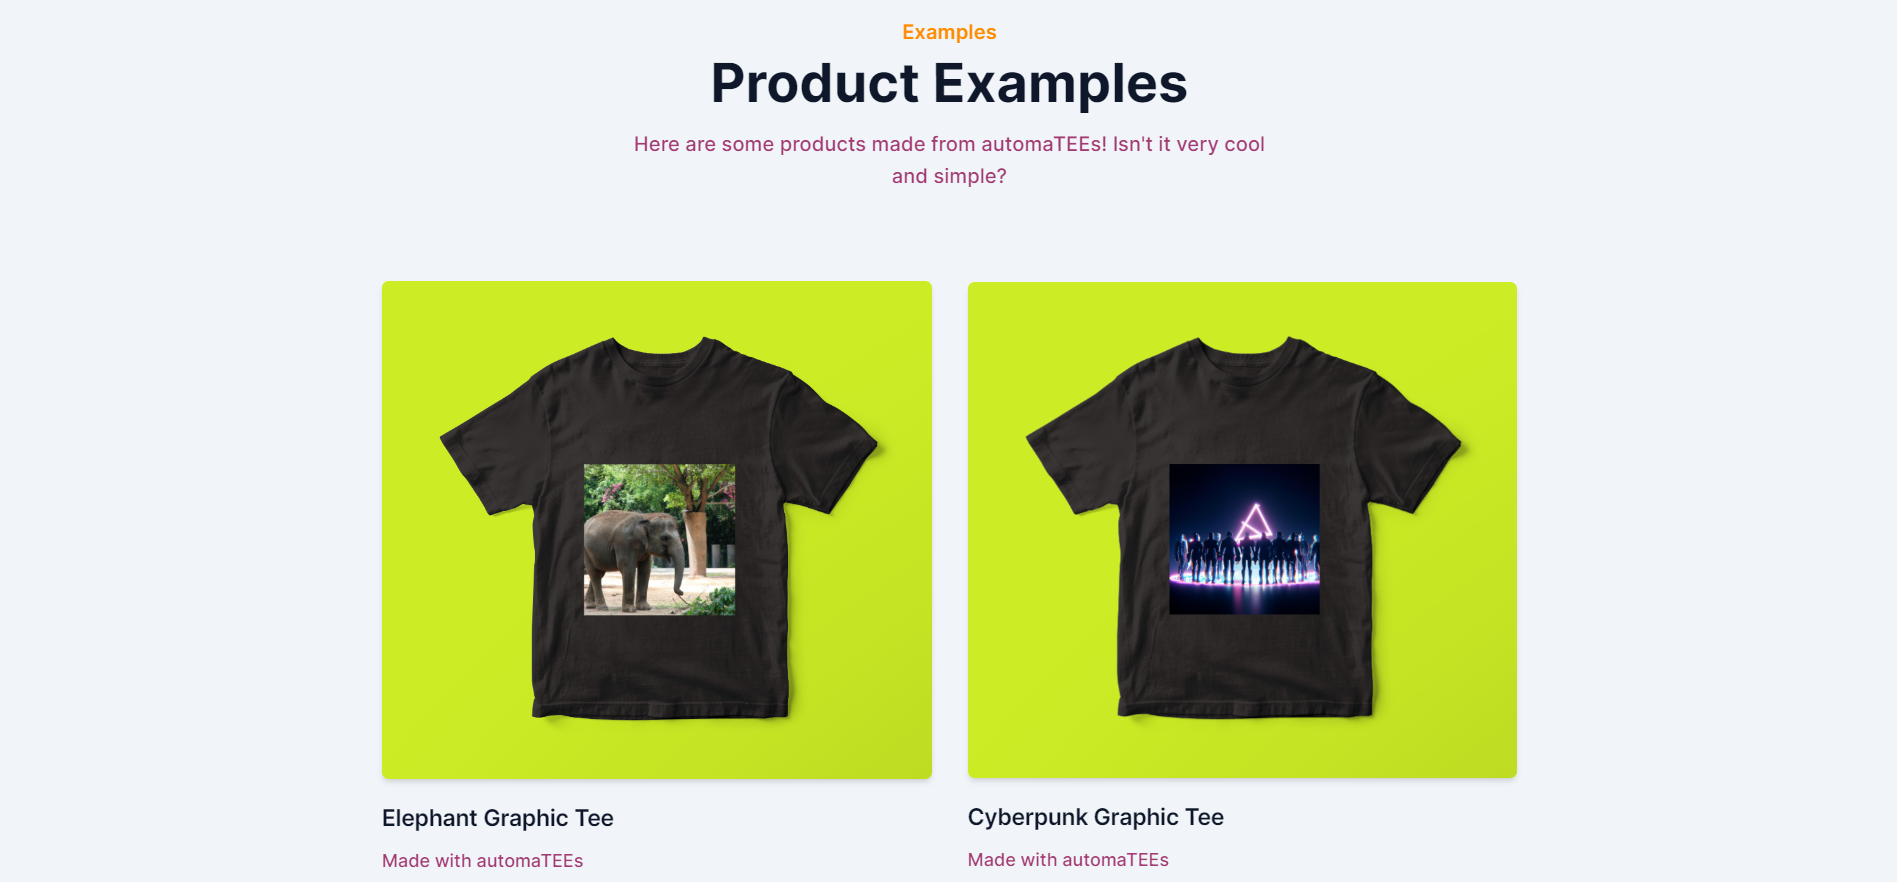 Examples
Product Examples
Here are some products made from automaTEEs! Isn't it very cool
and simple?
Elephant Graphic Tee
Made with automaTEEs
Cyberpunk Graphic Tee
Made with automaTEEs